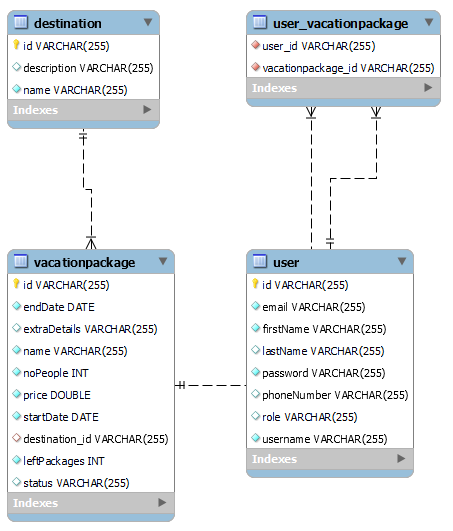 destination
id VARCHAR(255)
description VARCHAR(255)
name VARCHAR(255)
Indexes
user_vacationpackage
user_id VARCHAR(255)
vacationpackage_id VARCHAR(255)
Indexes
vacationpackage
id VARCHAR(255)
endDate DATE
extraDetails VARCHAR(255)
name VARCHAR(255)
noPeople INT
price DOUBLE
startDate DATE
destination_id VARCHAR(255)
leftPackages INT
status VARCHAR(255)
Indexes
user
id VARCHAR(255)
email VARCHAR(255)
firstName VARCHAR(255)
lastName VARCHAR(255)
password VARCHAR(255)
phoneNumber VARCHAR(255)
role VARCHAR(255)
username VARCHAR(255)
Indexes